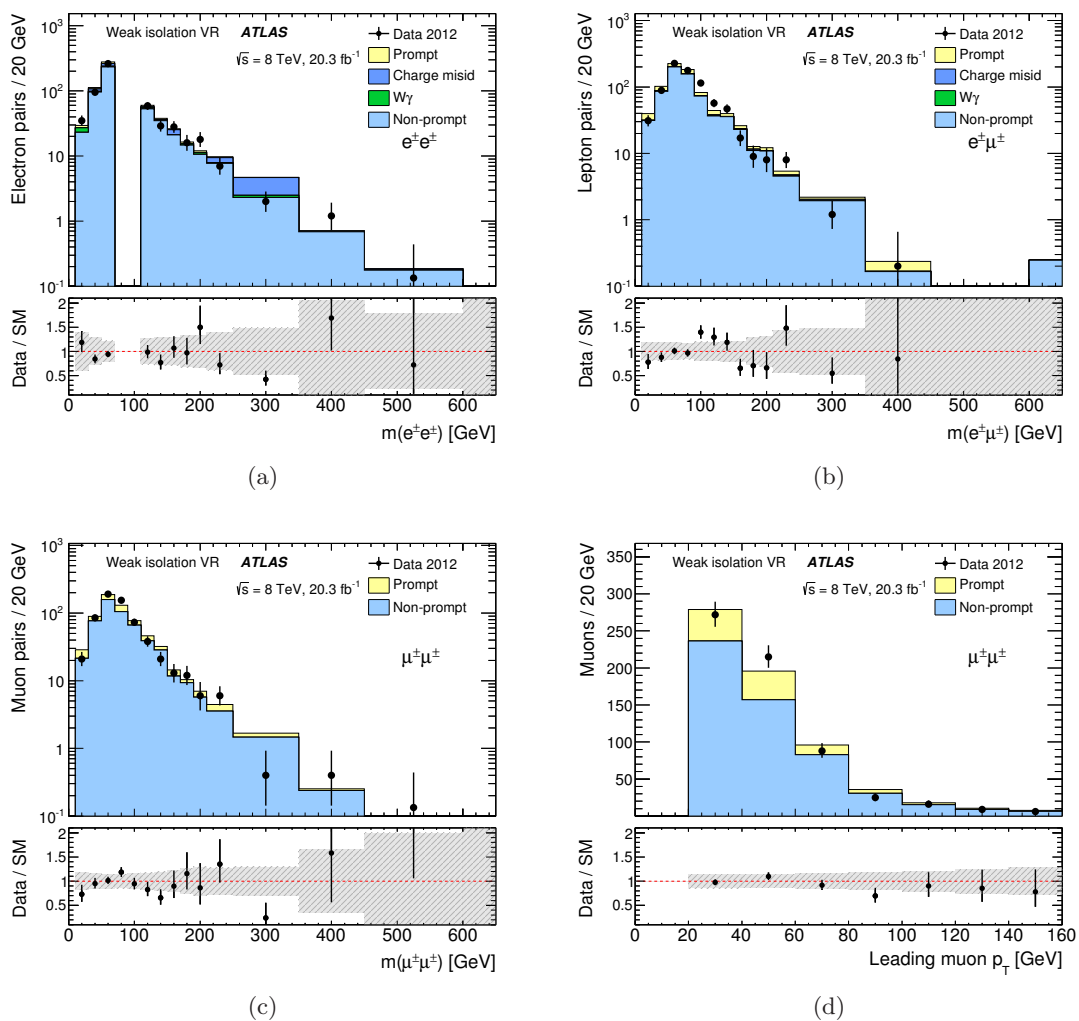 Electron pairs / 20 GeV
10³
10²
10
1
10⁻¹
Weak isolation VR ATLAS
√s = 8 TeV, 20.3 fb⁻¹
Data 2012
Prompt
Charge misid
Wγ
Non-prompt
e±e±
Data / SM
2
1.5
1
0.5
0 100 200 300 400 500 600
m(e±e±) [GeV]
(a)
Lepton pairs / 20 GeV
10³
10²
10
1
10⁻¹
Weak isolation VR ATLAS
√s = 8 TeV, 20.3 fb⁻¹
Data 2012
Prompt
Charge misid
Wγ
Non-prompt
e±μ±
Data / SM
2
1.5
1
0.5
0 100 200 300 400 500 600
m(e±μ±) [GeV]
(b)
Muon pairs / 20 GeV
10³
10²
10
1
10⁻¹
Weak isolation VR ATLAS
√s = 8 TeV, 20.3 fb⁻¹
Data 2012
Prompt
Non-prompt
μ±μ±
Data / SM
2
1.5
1
0.5
0 100 200 300 400 500 600
m(μ±μ±) [GeV]
(c)
Muons / 20 GeV
350
300
250
200
150
100
50
Weak isolation VR ATLAS
√s = 8 TeV, 20.3 fb⁻¹
Data 2012
Prompt
Non-prompt
μ±μ±
Data / SM
2
1.5
1
0.5
0 20 40 60 80 100 120 140 160
Leading muon p_T [GeV]
(d)